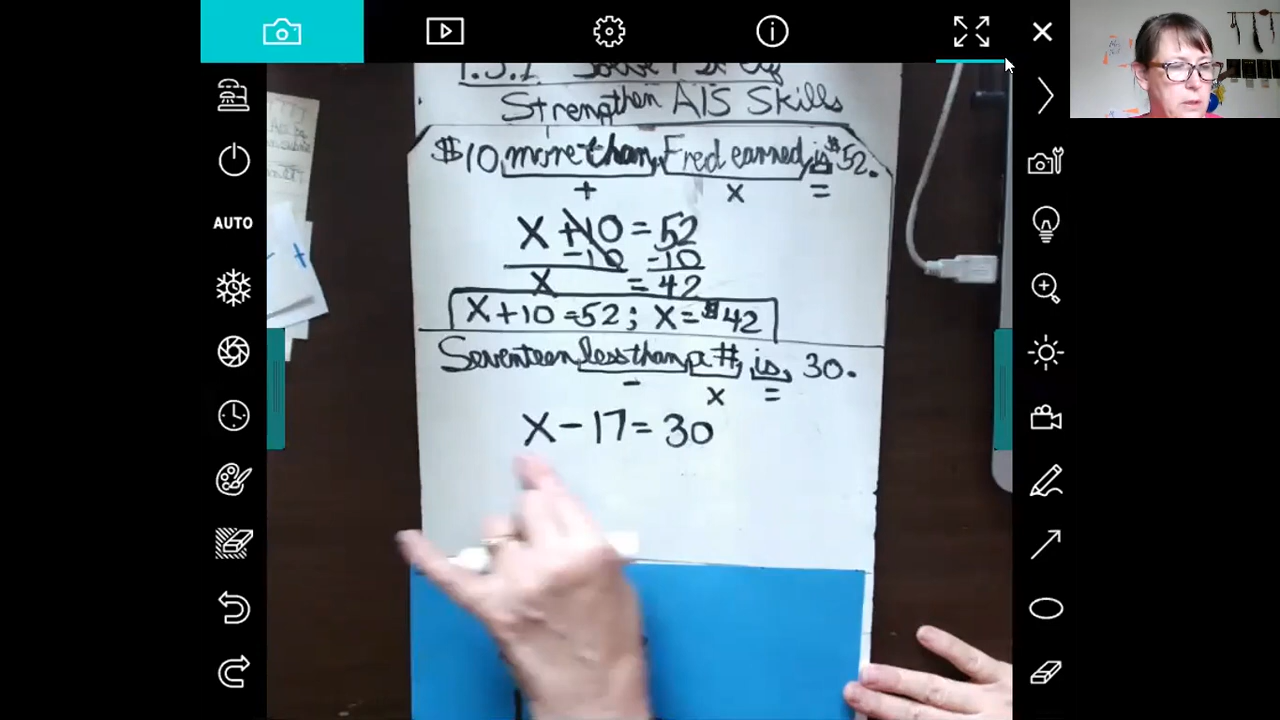 AUTO
Strengthen AIS Skills
$10 more than Fred earned is $52.
+ x =
X + 10 = 52
- 10 - 10
x = 42
X + 10 = 52 ; X = $42
Seventeen less than a # is 30.
- x =
X - 17 = 30